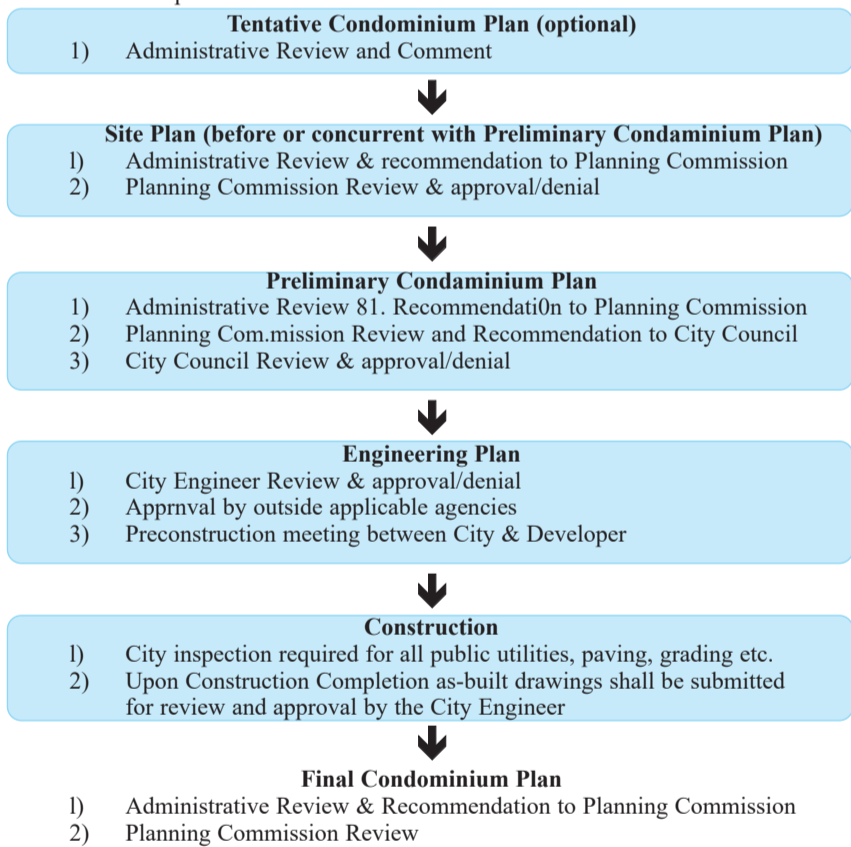 Tentative Condominium Plan (optional)
1) Administrative Review and Comment
Site Plan (before or concurrent with Preliminary Condaminium Plan)
l) Administrative Review & recommendation to Planning Commission
2) Planning Commission Review & approval/denial
Preliminary Condaminium Plan
1) Administrative Review 81. Recommendati0n to Planning Commission
2) Planning Com.mission Review and Recommendation to City Council
3) City Council Review & approval/denial
Engineering Plan
l) City Engineer Review & approval/denial
2) Apprnval by outside applicable agencies
3) Preconstruction meeting between City & Developer
Construction
l) City inspection required for all public utilities, paving, grading etc.
2) Upon Construction Completion as-built drawings shall be submitted
for review and approval by the City Engineer
Final Condominium Plan
l) Administrative Review & Recommendation to Planning Commission
2) Planning Commission Review